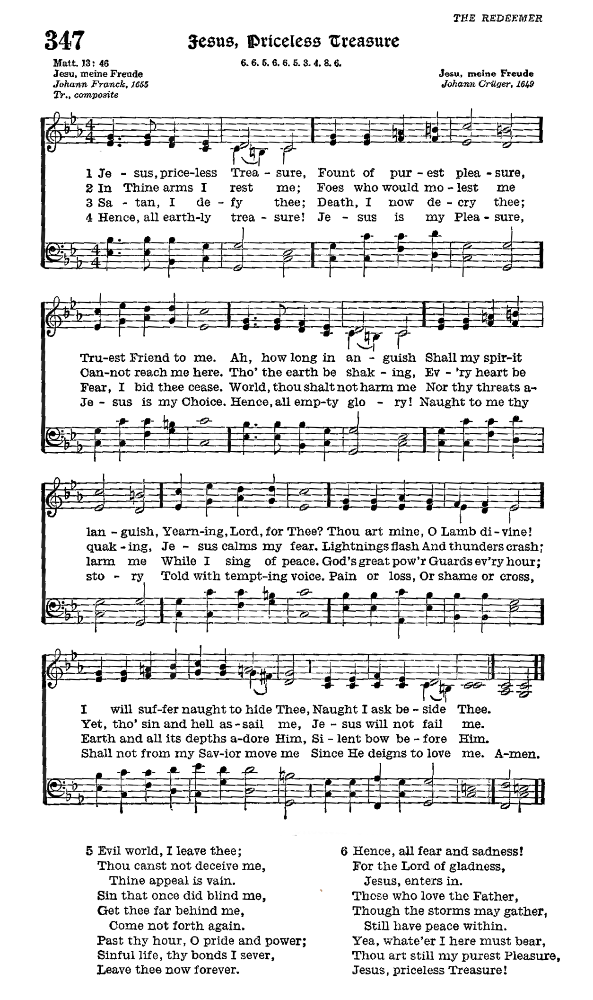 THE REDEEMER
347
Jesus, Priceless Treasure
Matt. 13: 46
6. 6. 5. 6. 6. 5. 3. 4. 8. 6.
Jesu, meine Freude
Jesu, meine Freude
Johann Franck, 1655
Johann Crüger, 1649
Tr., composite
4 4
1 Je - sus, price-less Trea - sure, Fount of pur - est plea - sure,
2 In Thine arms I rest me; Foes who would mo - lest me
3 Sa - tan, I de - fy thee; Death, I now de - cry thee;
4 Hence, all earth-ly trea - sure! Je - sus is my Plea - sure,
4 4
Tru-est Friend to me. Ah, how long in an - guish Shall my spir-it
Can-not reach me here. Tho' the earth be shak - ing, Ev - 'ry heart be
Fear, I bid thee cease. World, thou shalt not harm me Nor thy threats a-
Je - sus is my Choice. Hence, all emp-ty glo - ry! Naught to me thy
lan - guish, Yearn-ing, Lord, for Thee? Thou art mine, O Lamb di - vine!
quak - ing, Je - sus calms my fear. Lightnings flash And thunders crash;
larm me While I sing of peace. God's great pow'r Guards ev'ry hour;
sto - ry Told with tempt-ing voice. Pain or loss, Or shame or cross,
I will suf-fer naught to hide Thee, Naught I ask be - side Thee.
Yet, tho' sin and hell as - sail me, Je - sus will not fail me.
Earth and all its depths a-dore Him, Si - lent bow be - fore Him.
Shall not from my Sav-ior move me Since He deigns to love me. A-men.
5 Evil world, I leave thee;
Thou canst not deceive me,
Thine appeal is vain.
Sin that once did blind me,
Get thee far behind me,
Come not forth again.
Past thy hour, O pride and power;
Sinful life, thy bonds I sever,
Leave thee now forever.
6 Hence, all fear and sadness!
For the Lord of gladness,
Jesus, enters in.
Those who love the Father,
Though the storms may gather,
Still have peace within.
Yea, whate'er I here must bear,
Thou art still my purest Pleasure,
Jesus, priceless Treasure!